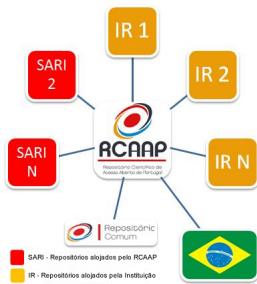 IR 1
SARI
2
IR 2
SARI
N
RCAAP
Repositório Científico de
Acesso Aberto de Portugal
IR N
Repositório
Comum
SARI - Repositórios alojados pelo RCAAP
IR - Repositórios alojados pela Instituição